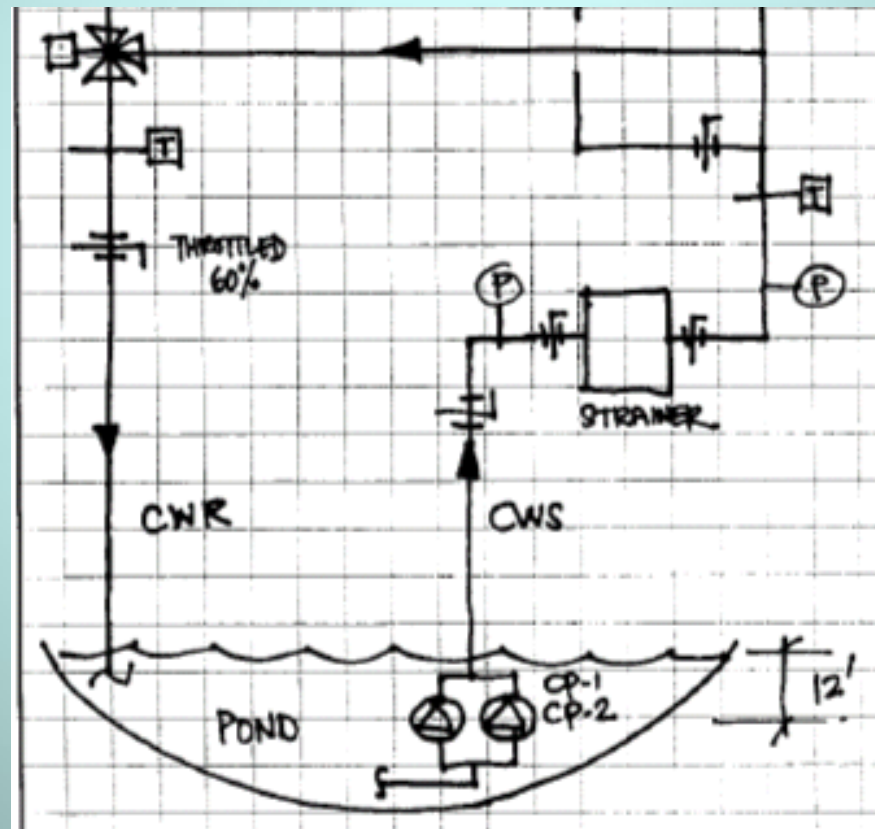 T
T
THROTTLED
60%
P
P
STRAINER
CWR
CWS
CP-1
CP-2
12'
POND